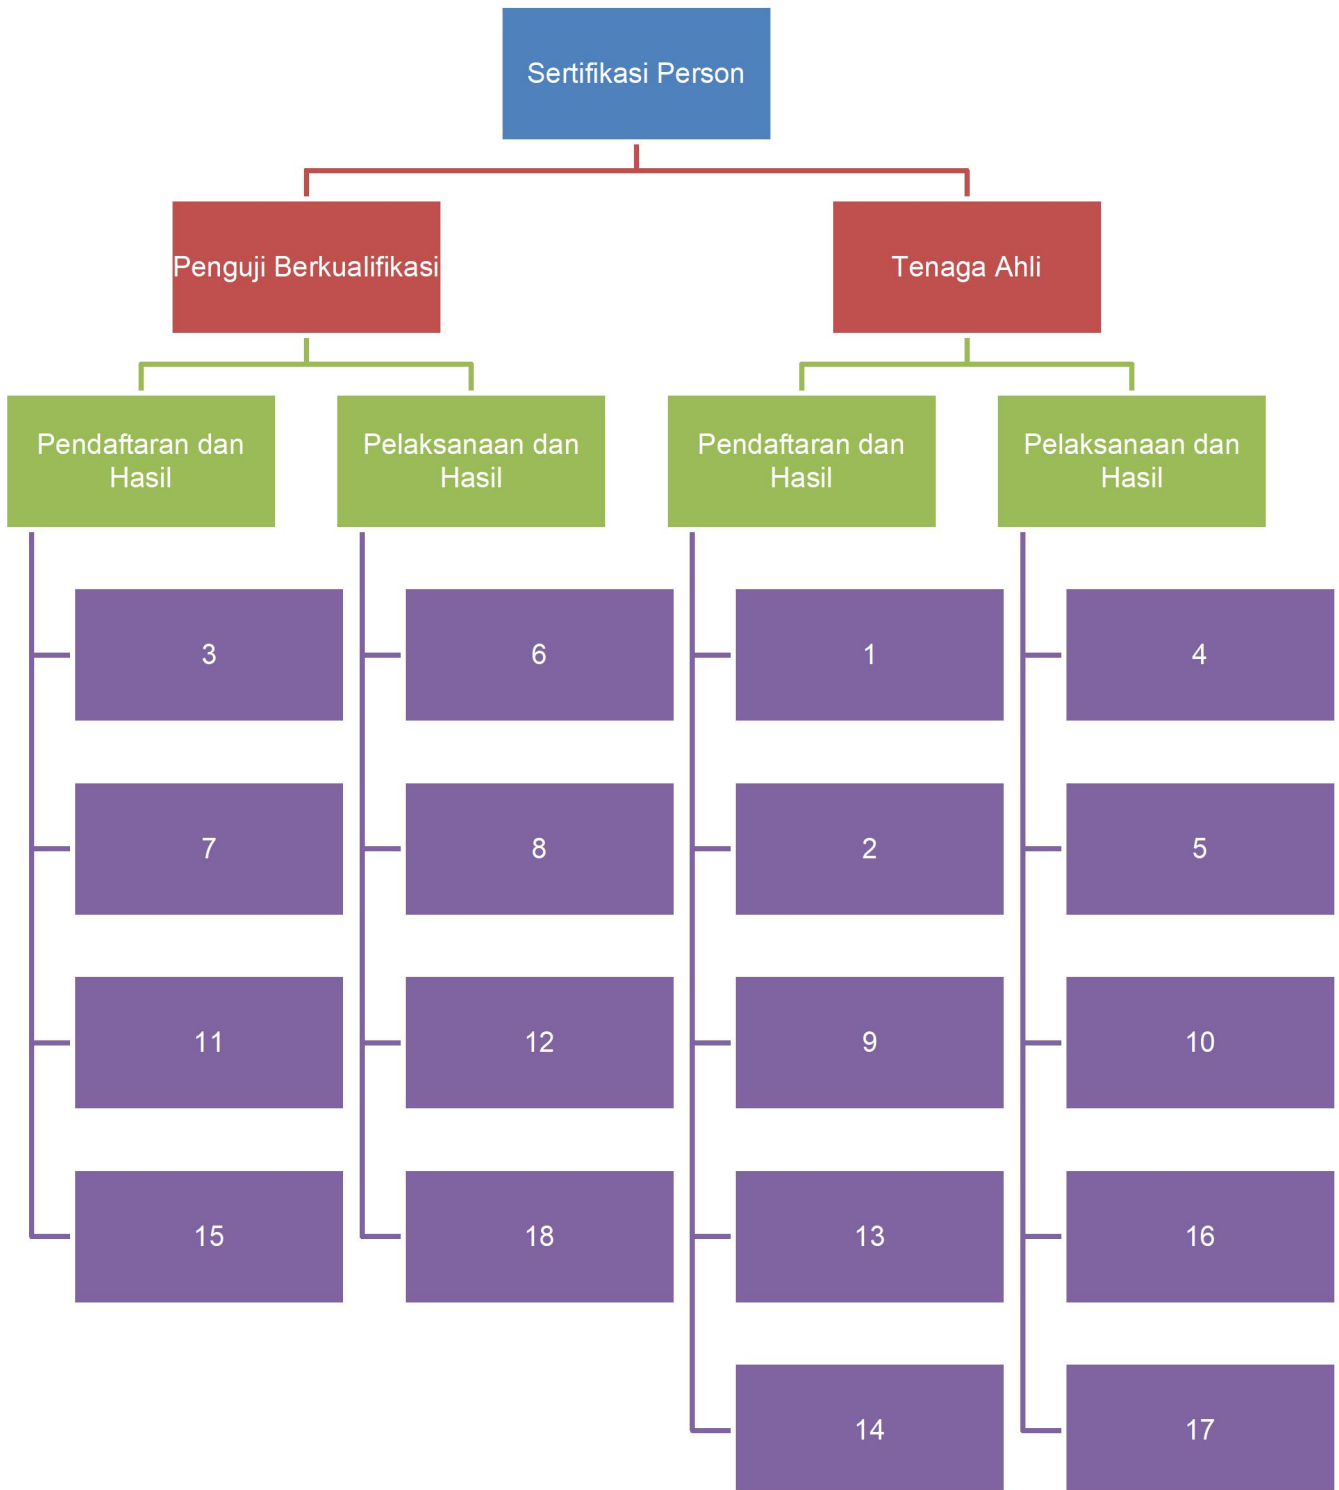 Sertifikasi Person
Penguji Berkualifikasi
Tenaga Ahli
Pendaftaran dan
Hasil
Pelaksanaan dan
Hasil
Pendaftaran dan
Hasil
Pelaksanaan dan
Hasil
3
6
1
4
7
8
2
5
11
12
9
10
15
18
13
16
14
17